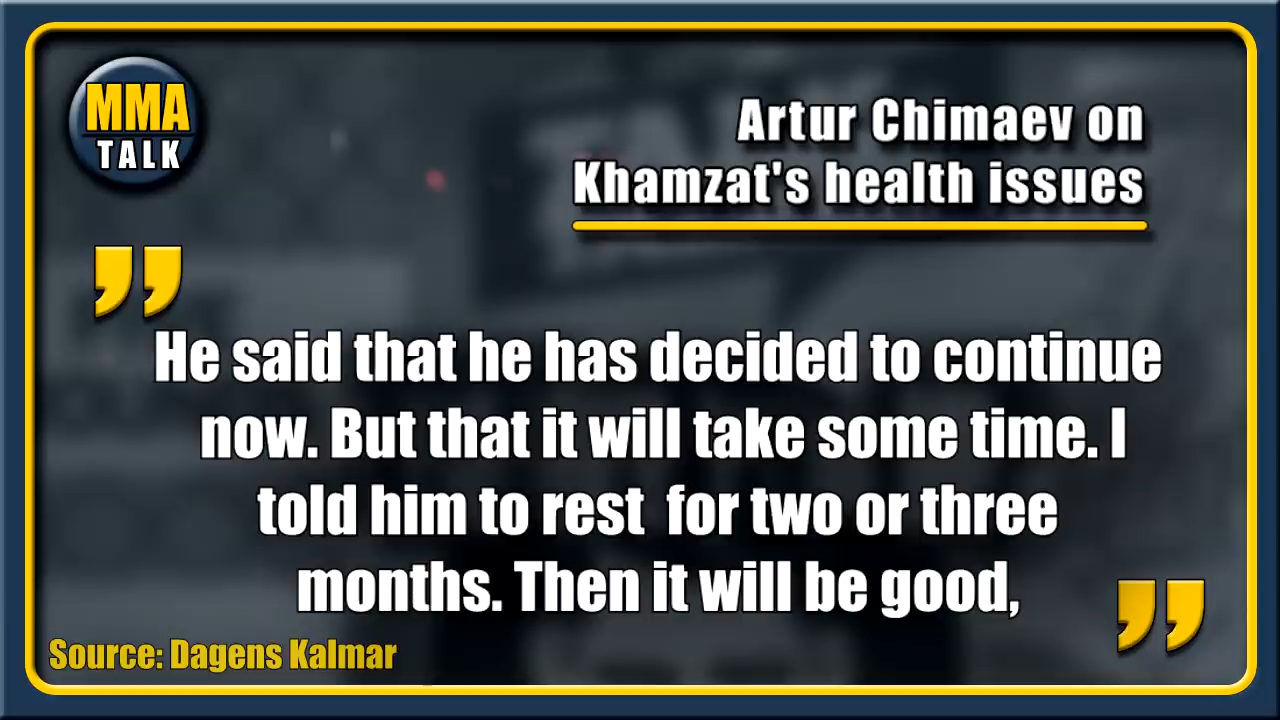 MMA
TALK
Artur Chimaev on
Khamzat's health issues
”
He said that he has decided to continue
now. But that it will take some time. I
told him to rest  for two or three
months. Then it will be good,
”
Source: Dagens Kalmar